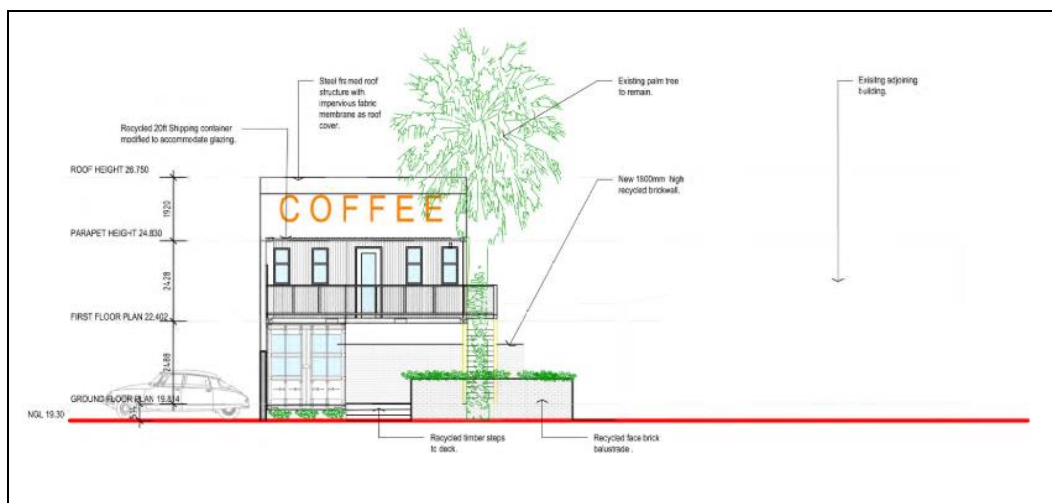 Steel framed roof
structure with
impervious fabric
membrane as roof
cover.
Existing palm tree
to remain.
Exisitng adjoining
building.
Recycled 20ft Shipping container
modified to accommodate glazing.
ROOF HEIGHT 26.750
New 1800mm high
recycled brickwall.
1920
COFFEE
PARAPET HEIGHT 24.830
2428
FIRST FLOOR PLAN 22.402
2488
GROUND FLOOR PLAN 19.814
NGL 19.30
Recycled timber steps
to deck.
Recycled face brick
balustrade .